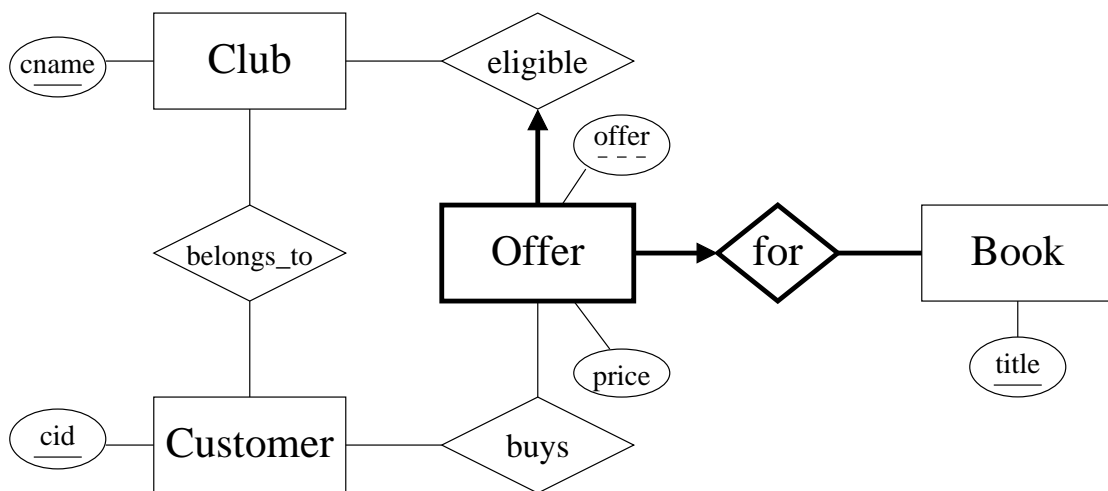 cname
Club
eligible
offer
belongs_to
Offer
for
Book
title
price
cid
Customer
buys